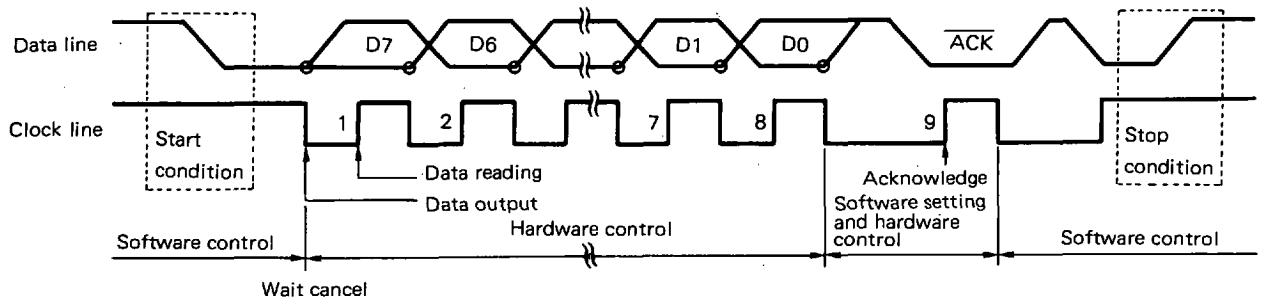 Data line
D7
D6
D1
D0
ACK
Clock line
1
2
7
8
9
Start
condition
Stop
condition
Data reading
Data output
Acknowledge
Software setting
and hardware
control
Software control
Hardware control
Software control
Wait cancel